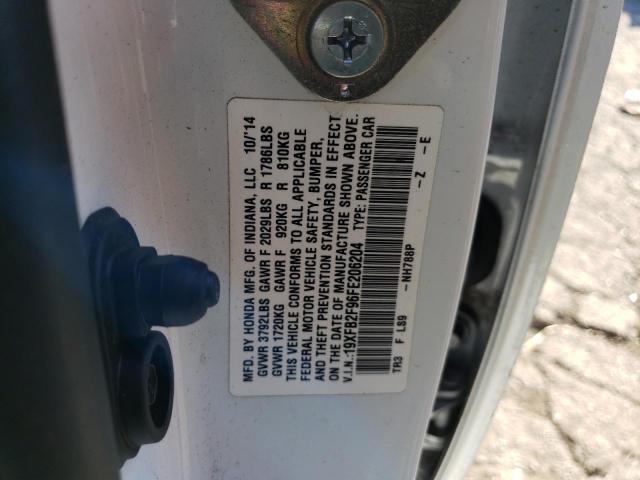 MFD. BY HONDA MFG. OF INDIANA, LLC 10/'14
GVWR 3792LBS GAWR F 2029LBS R 1786LBS
GVWR 1720KG GAWR F 920KG R 810KG
THIS VEHICLE CONFORMS TO ALL APPLICABLE
FEDERAL MOTOR VEHICLE SAFETY, BUMPER,
AND THEFT PREVENTION STANDARDS IN EFFECT
ON THE DATE OF MANUFACTURE SHOWN ABOVE.
V.I.N.:19XFB2F96FE206204 TYPE: PASSENGER CAR
TR3 F LS9 –NH788P –Z –E